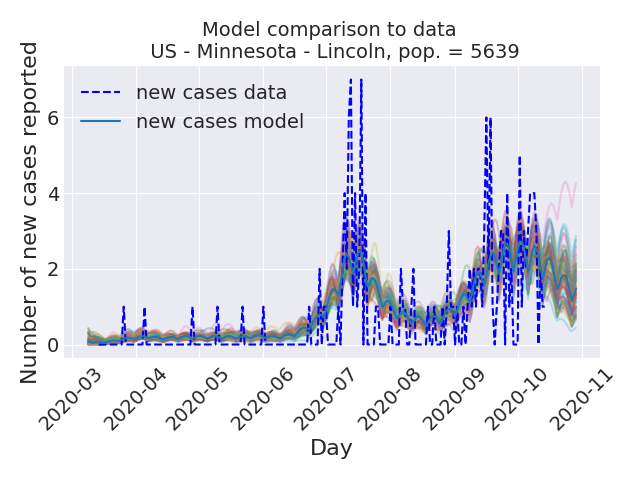 Model comparison to data
US - Minnesota - Lincoln, pop. = 5639
Number of new cases reported
new cases data
new cases model
6
4
2
0
2020-03
2020-04
2020-05
2020-06
2020-07
2020-08
2020-09
2020-10
2020-11
Day